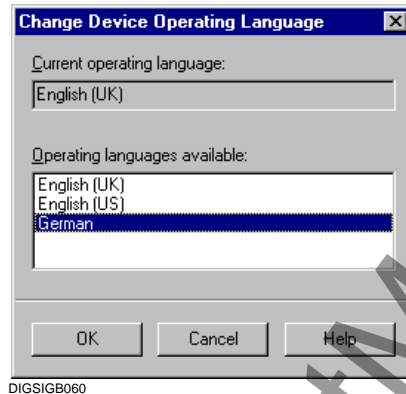 Change Device Operating Language
Current operating language:
English (UK)
Operating languages available:
English (UK)
English (US)
German
OK Cancel Help
DIGSIGB060